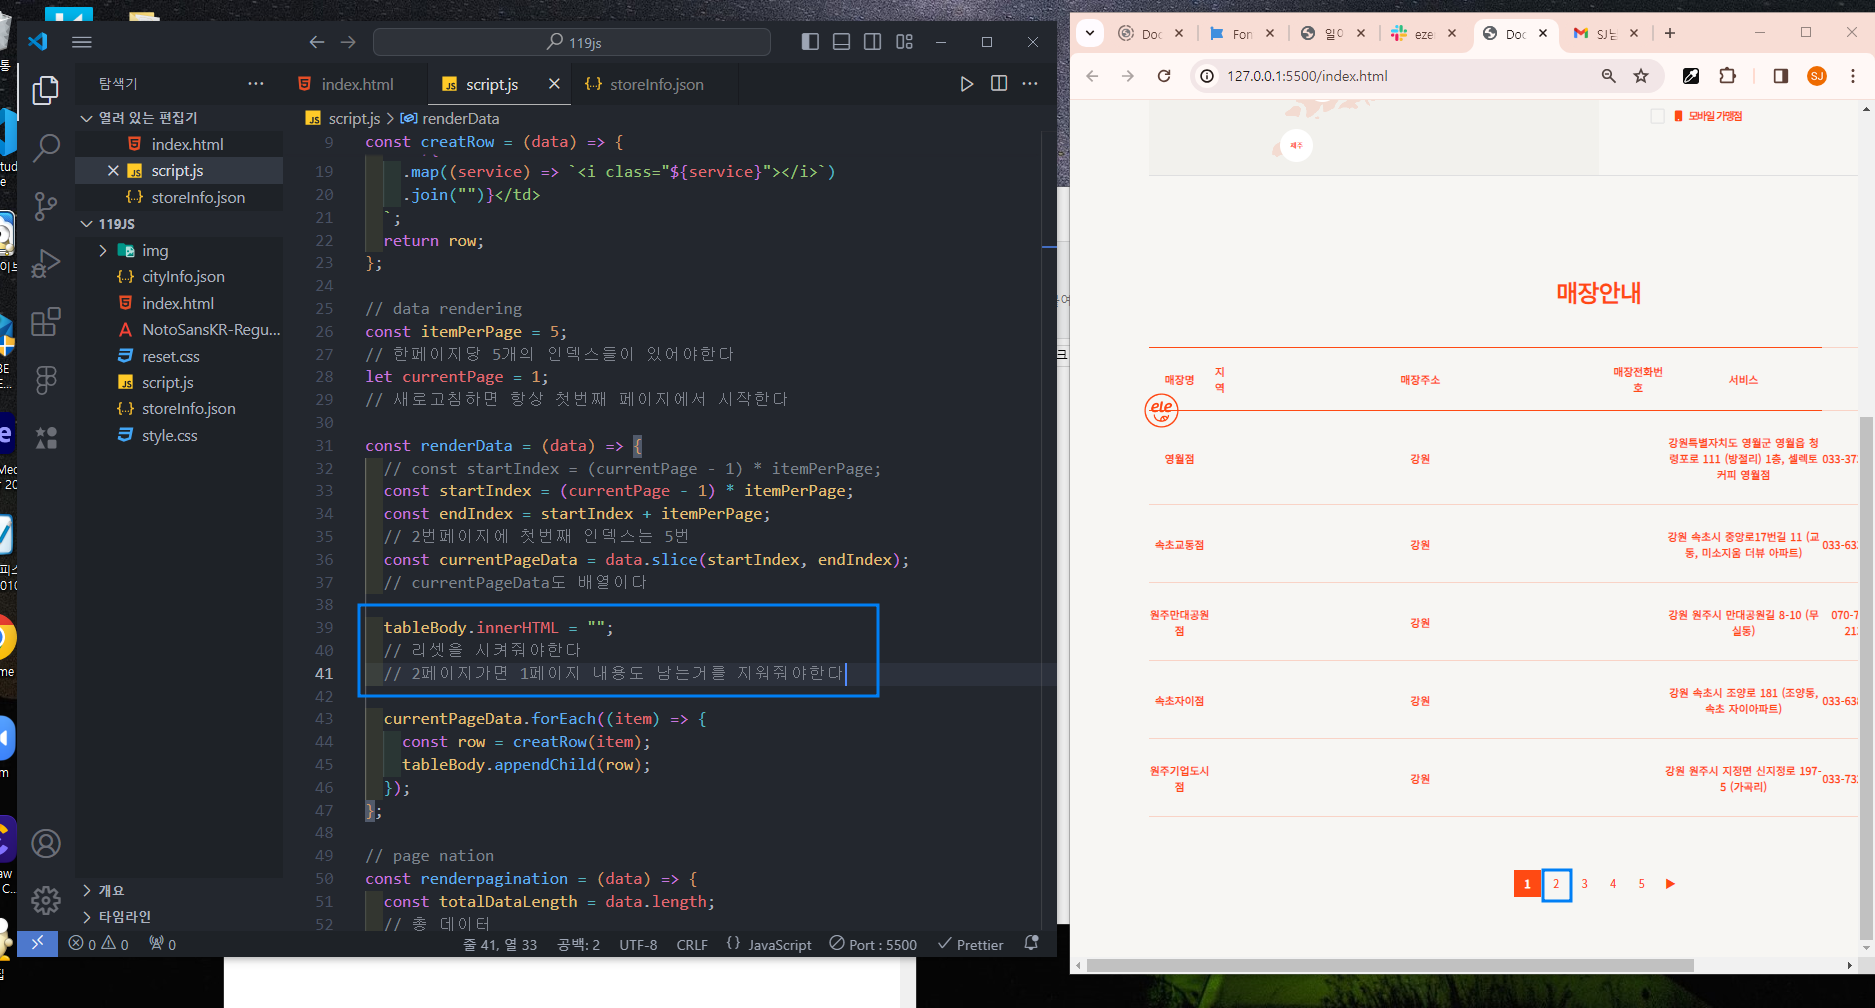 119js
탐색기
열려 있는 편집기
index.html
script.js
storeInfo.json
119JS
img
cityInfo.json
index.html
NotoSansKR-Regu...
reset.css
script.js
storeInfo.json
style.css
개요
타임라인
index.html
script.js
storeInfo.json
script.js > renderData
9 const creatRow = (data) => {
19 .map((service) => `<i class="${service}"></i>`)
20 .join("")}</td>
21 `;
22 return row;
23 };
24
25 // data rendering
26 const itemPerPage = 5;
27 // 한페이지당 5개의 인덱스들이 있어야한다
28 let currentPage = 1;
29 // 새로고침하면 항상 첫번째 페이지에서 시작한다
30
31 const renderData = (data) => {
32 // const startIndex = (currentPage - 1) * itemPerPage;
33 const startIndex = (currentPage - 1) * itemPerPage;
34 const endIndex = startIndex + itemPerPage;
35 // 2번페이지에 첫번째 인덱스는 5번
36 const currentPageData = data.slice(startIndex, endIndex);
37 // currentPageData도 배열이다
38
39 tableBody.innerHTML = "";
40 // 리셋을 시켜줘야한다
41 // 2페이지가면 1페이지 내용도 남는거를 지워줘야한다
42
43 currentPageData.forEach((item) => {
44 const row = creatRow(item);
45 tableBody.appendChild(row);
46 });
47 };
48
49 // page nation
50 const renderpagination = (data) => {
51 const totalDataLength = data.length;
52 // 총 데이터
0 0 0
줄 41, 열 33 공백: 2 UTF-8 CRLF {} JavaScript Port : 5500 Prettier
Doc
Fon
일이
ezei
Doc
SJ님
127.0.0.1:5500/index.html
SJ
모바일 가맹점
제주
매장안내
매장명 지역 매장주소 매장전화번호 서비스
ele
영월점 강원 강원특별자치도 영월군 영월읍 청령포로 111 (방절리) 1층, 셀렉토커피 영월점 033-373
속초교동점 강원 강원 속초시 중앙로17번길 11 (교동, 미소지움 더뷰 아파트) 033-63
원주만대공원점 강원 강원 원주시 만대공원길 8-10 (무실동) 070-7 213
속초자이점 강원 강원 속초시 조양로 181 (조양동, 속초 자이아파트) 033-638
원주기업도시점 강원 강원 원주시 지정면 신지정로 197-5 (가곡리) 033-73
1 2 3 4 5